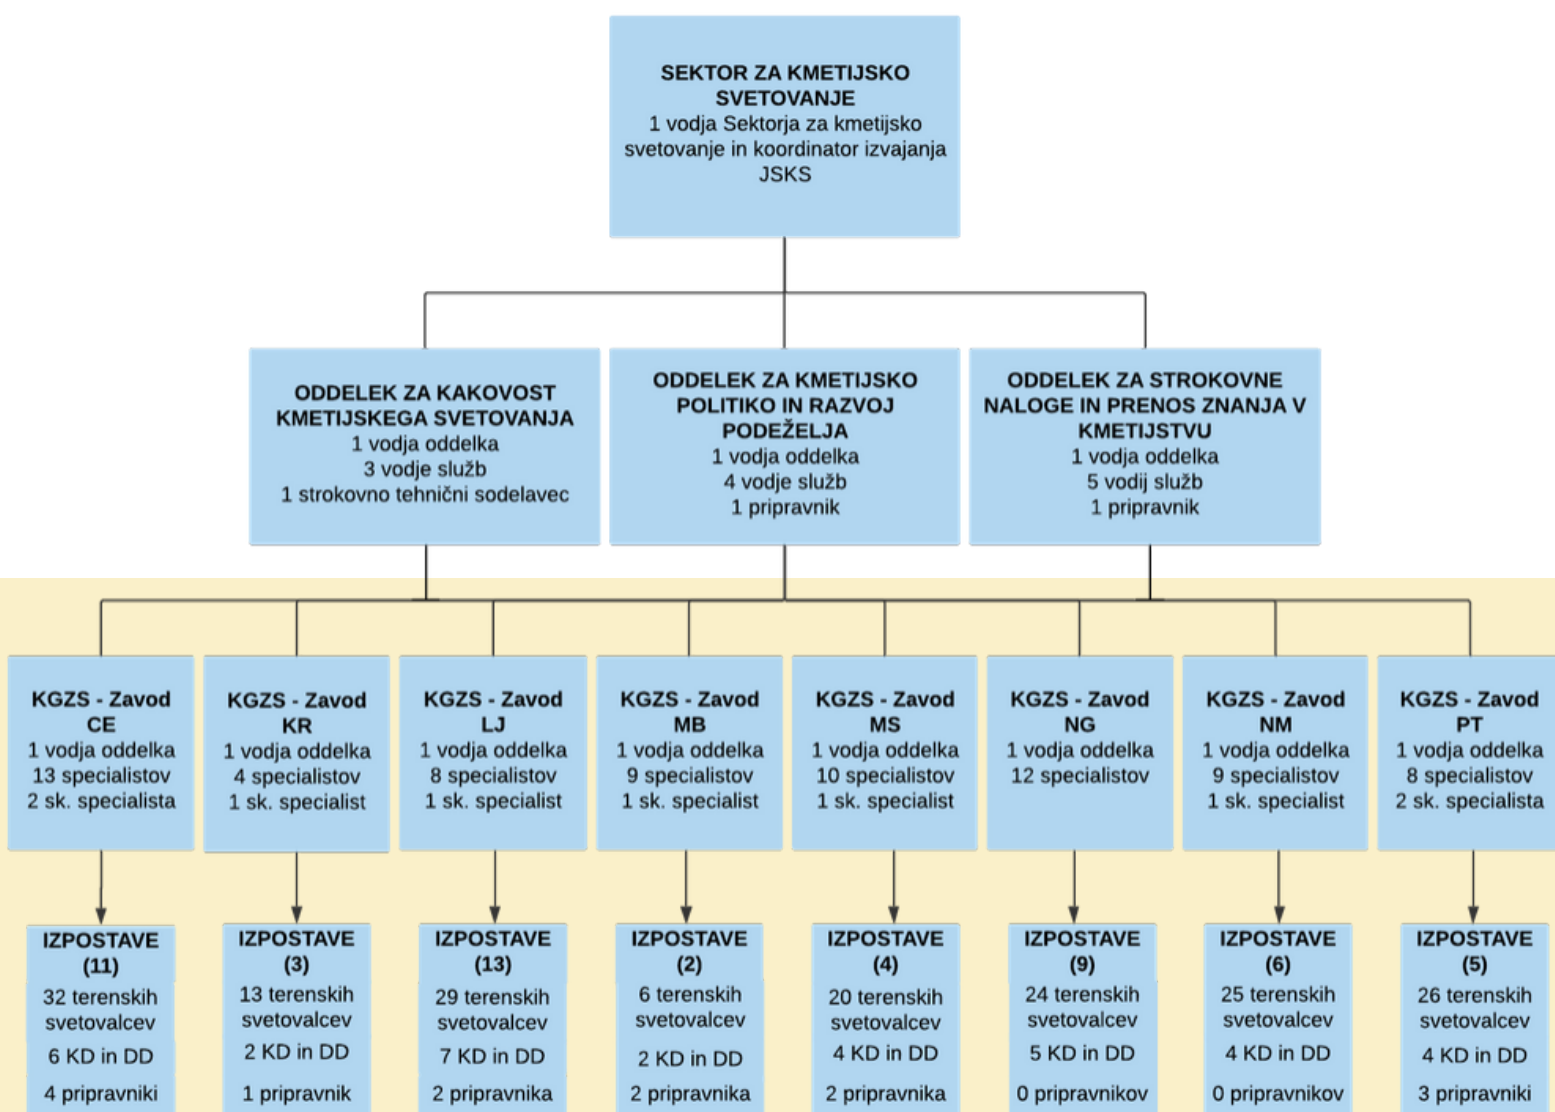 SEKTOR ZA KMETIJSKO
SVETOVANJE
1 vodja Sektorja za kmetijsko
svetovanje in koordinator izvajanja
JSKS
ODDELEK ZA KAKOVOST
KMETIJSKEGA SVETOVANJA
1 vodja oddelka
3 vodje služb
1 strokovno tehnični sodelavec
ODDELEK ZA KMETIJSKO
POLITIKO IN RAZVOJ
PODEŽELJA
1 vodja oddelka
4 vodje služb
1 pripravnik
ODDELEK ZA STROKOVNE
NALOGE IN PRENOS ZNANJA V
KMETIJSTVU
1 vodja oddelka
5 vodij služb
1 pripravnik
KGZS - Zavod
CE
1 vodja oddelka
13 specialistov
2 sk. specialista
KGZS - Zavod
KR
1 vodja oddelka
4 specialistov
1 sk. specialist
KGZS - Zavod
LJ
1 vodja oddelka
8 specialistov
1 sk. specialist
KGZS - Zavod
MB
1 vodja oddelka
9 specialistov
1 sk. specialist
KGZS - Zavod
MS
1 vodja oddelka
10 specialistov
1 sk. specialist
KGZS - Zavod
NG
1 vodja oddelka
12 specialistov
KGZS - Zavod
NM
1 vodja oddelka
9 specialistov
1 sk. specialist
KGZS - Zavod
PT
1 vodja oddelka
8 specialistov
2 sk. specialista
IZPOSTAVE
(11)
32 terenskih
svetovalcev
6 KD in DD
4 pripravniki
IZPOSTAVE
(3)
13 terenskih
svetovalcev
2 KD in DD
1 pripravnik
IZPOSTAVE
(13)
29 terenskih
svetovalcev
7 KD in DD
2 pripravnika
IZPOSTAVE
(2)
6 terenskih
svetovalcev
2 KD in DD
2 pripravnika
IZPOSTAVE
(4)
20 terenskih
svetovalcev
4 KD in DD
2 pripravnika
IZPOSTAVE
(9)
24 terenskih
svetovalcev
5 KD in DD
0 pripravnikov
IZPOSTAVE
(6)
25 terenskih
svetovalcev
4 KD in DD
0 pripravnikov
IZPOSTAVE
(5)
26 terenskih
svetovalcev
4 KD in DD
3 pripravniki